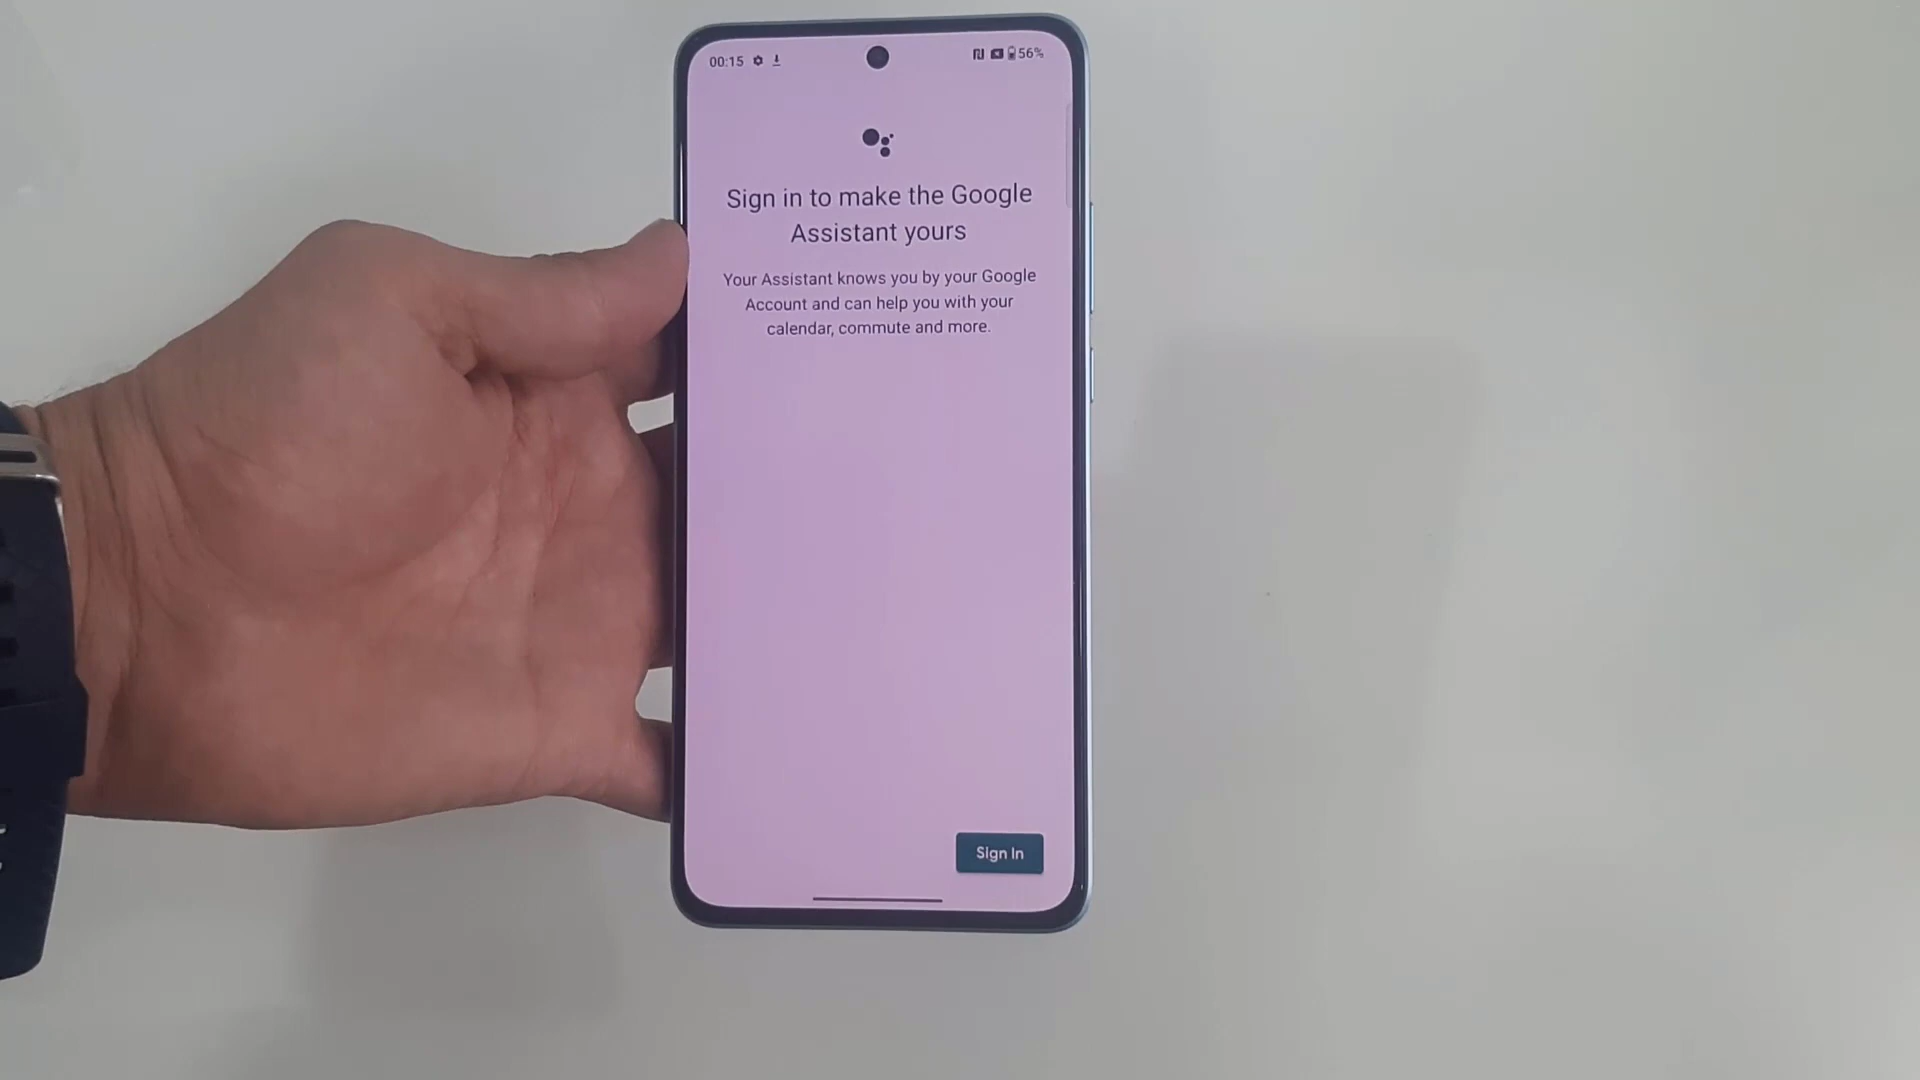 00:15 56%
Sign in to make the Google
Assistant yours
Your Assistant knows you by your Google
Account and can help you with your
calendar, commute and more.
Sign In